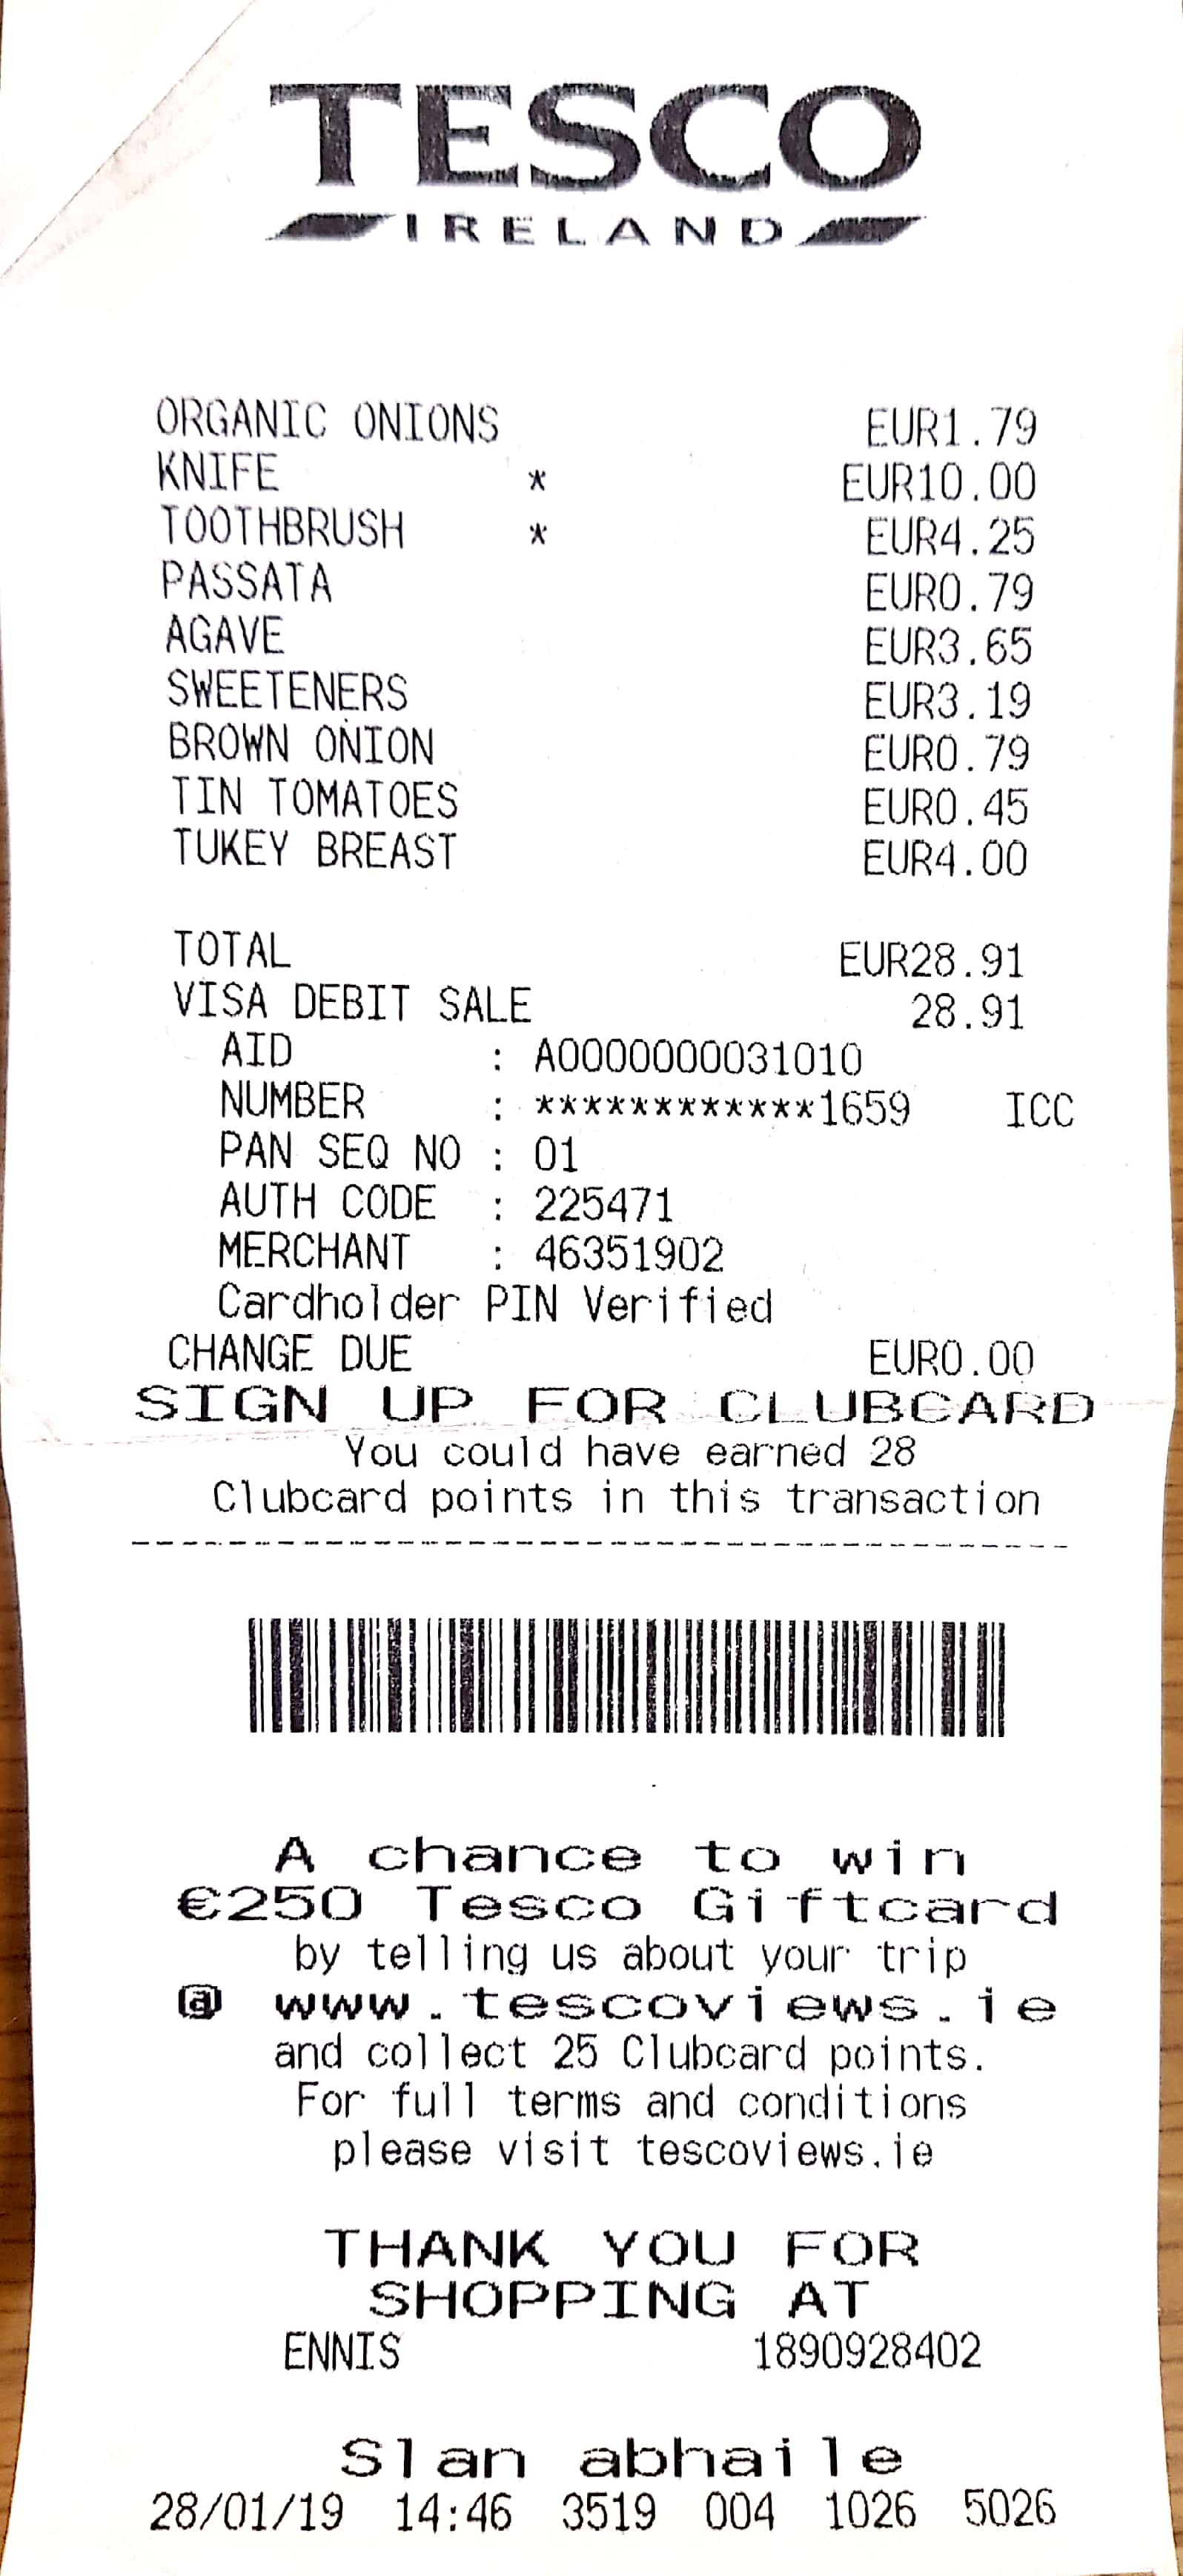 TESCO
IRELAND
ORGANIC ONIONS EUR1.79
KNIFE * EUR10.00
TOOTHBRUSH * EUR4.25
PASSATA EUR0.79
AGAVE EUR3.65
SWEETENERS EUR3.19
BROWN ONION EUR0.79
TIN TOMATOES EUR0.45
TUKEY BREAST EUR4.00
TOTAL EUR28.91
VISA DEBIT SALE 28.91
AID : A0000000031010
NUMBER : ************1659 ICC
PAN SEQ NO : 01
AUTH CODE : 225471
MERCHANT : 46351902
Cardholder PIN Verified
CHANGE DUE EUR0.00
SIGN UP FOR CLUBCARD
You could have earned 28
Clubcard points in this transaction
A chance to win
€250 Tesco Giftcard
by telling us about your trip
@ www.tescoviews.ie
and collect 25 Clubcard points.
For full terms and conditions
please visit tescoviews.ie
THANK YOU FOR
SHOPPING AT
ENNIS 1890928402
Slan abhaile
28/01/19 14:46 3519 004 1026 5026